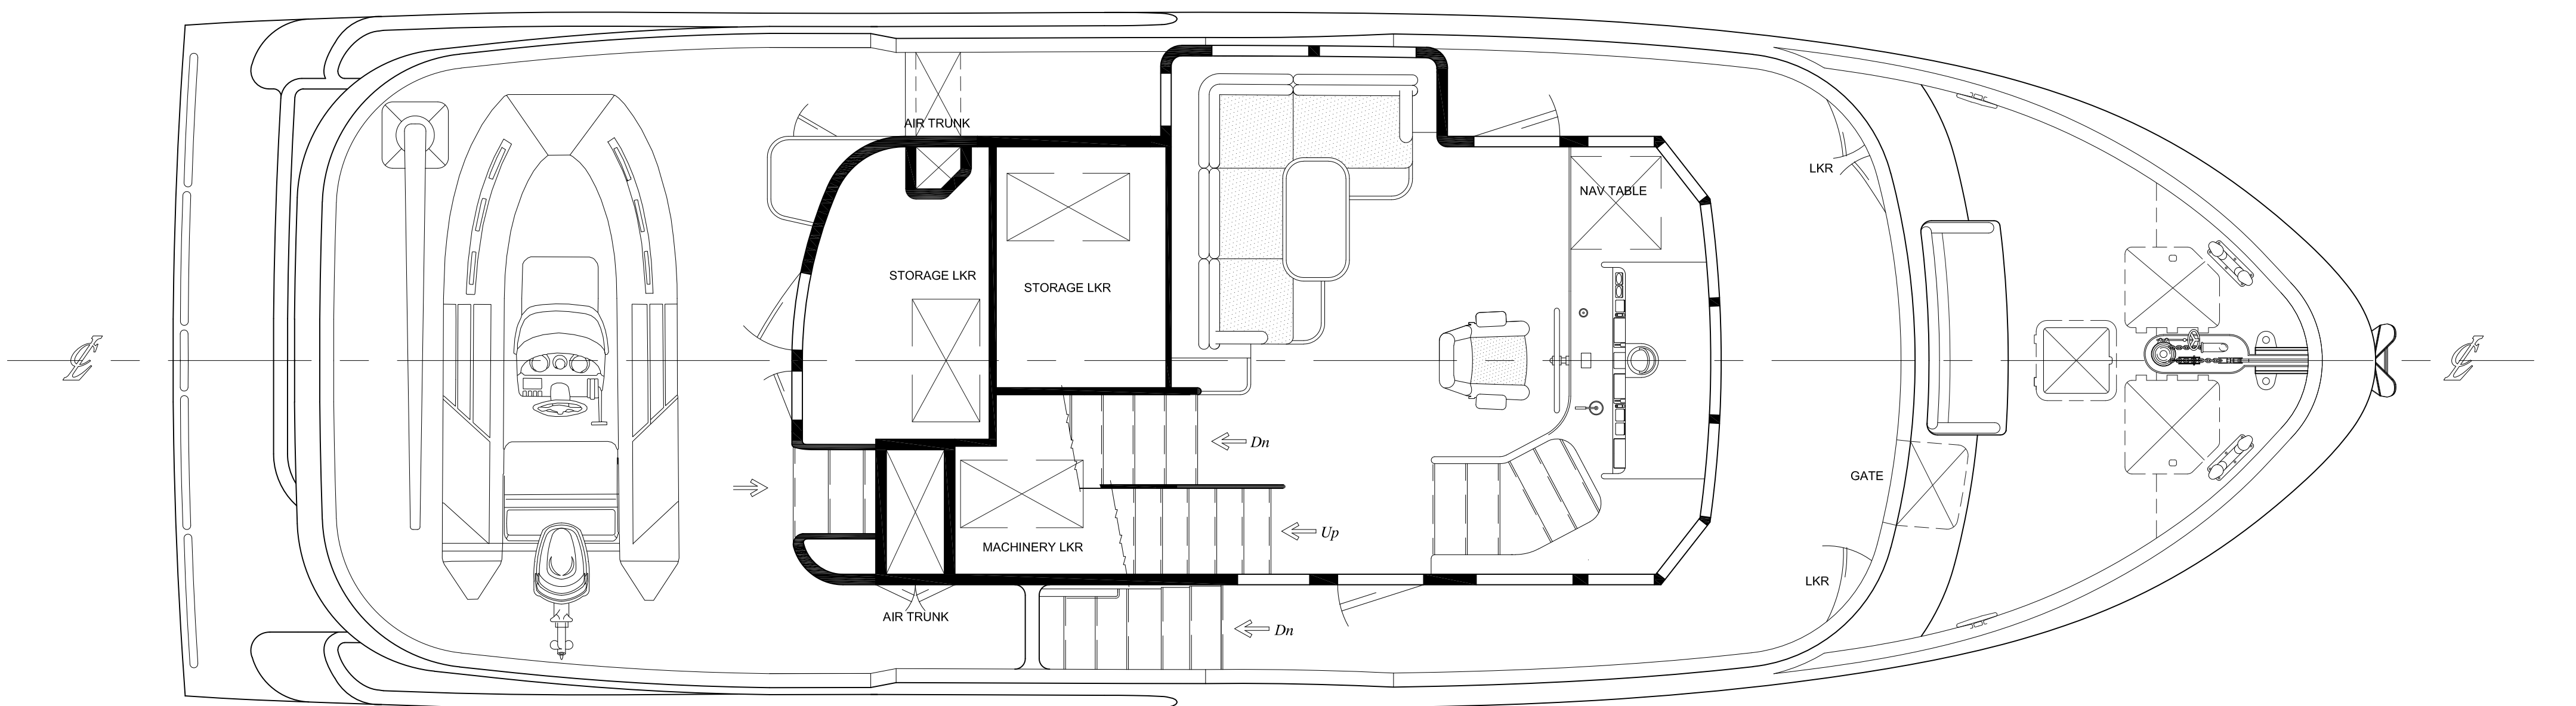 AIR TRUNK
LKR
NAV TABLE
STORAGE LKR
STORAGE LKR
℄
℄
Dn
GATE
Up
MACHINERY LKR
LKR
AIR TRUNK
Dn